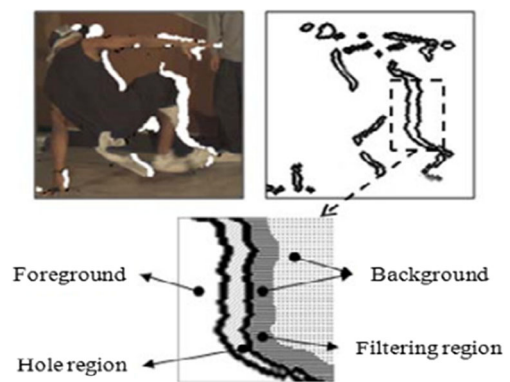 Foreground
Background
Filtering region
Hole region